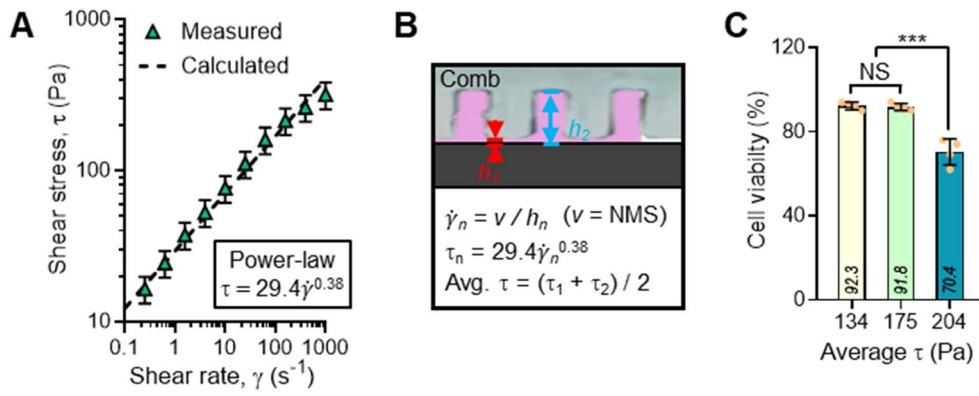 A
Shear stress, τ (Pa)
1000
100
10
Measured
Calculated
Power-law
τ = 29.4γ̇^0.38
0.1 1 10 100 1000
Shear rate, γ (s⁻¹)
B
Comb
h₂
h₁
γ̇ₙ = v / hₙ (v = NMS)
τₙ = 29.4γ̇ₙ^0.38
Avg. τ = (τ₁ + τ₂) / 2
C
Cell viabilty (%)
120
80
40
0
***
NS
92.3
91.8
70.4
134 175 204
Average τ (Pa)